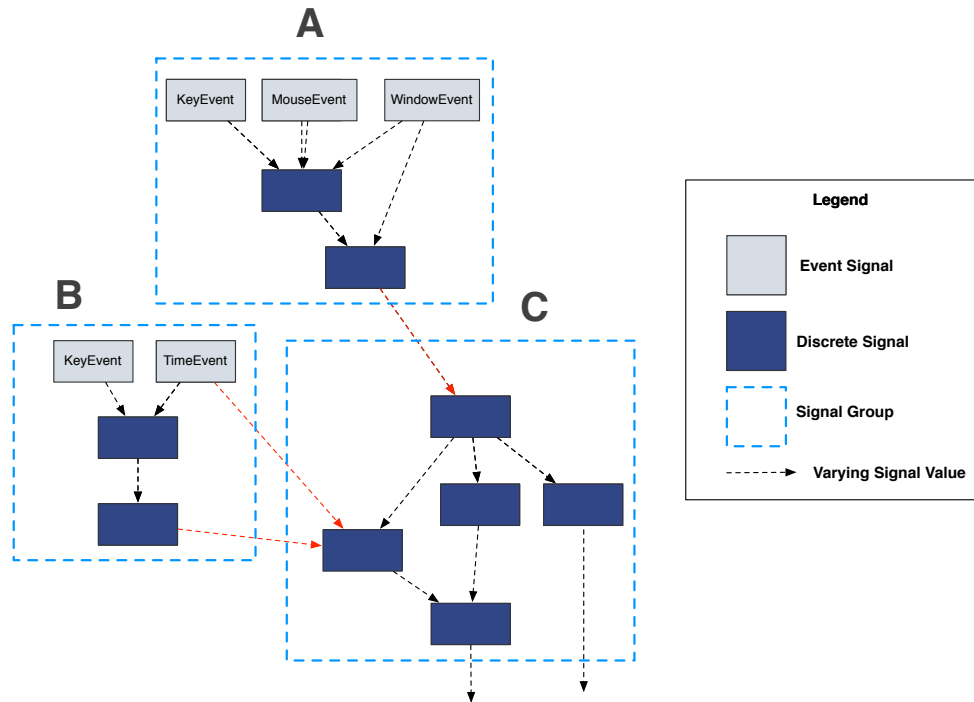 A
KeyEvent
MouseEvent
WindowEvent
B
KeyEvent
TimeEvent
C
Legend
Event Signal
Discrete Signal
Signal Group
Varying Signal Value